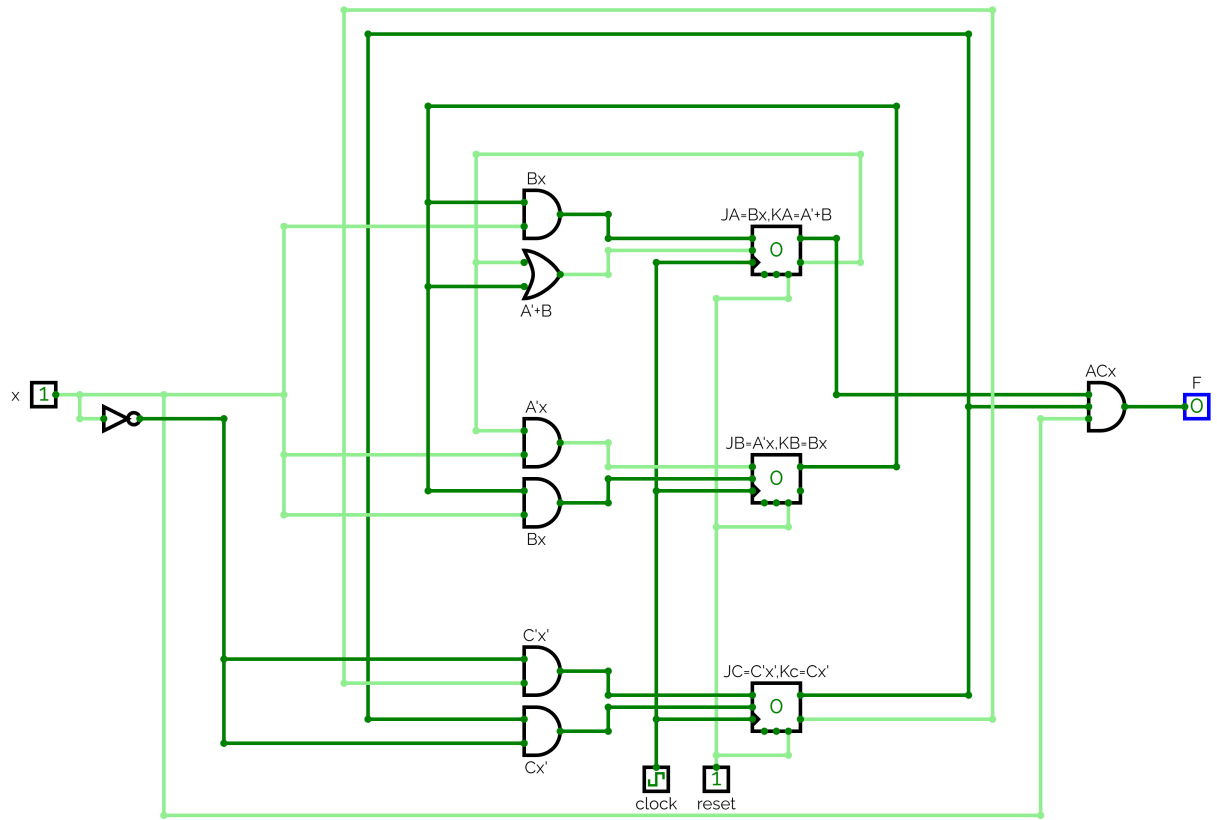 Bx
JA=Bx,KA=A'+B
0
A'+B
x
1
ACx
F
0
A'x
JB=A'x,KB=Bx
0
Bx
C'x'
JC=C'x',Kc=Cx'
0
Cx'
1
clock
reset